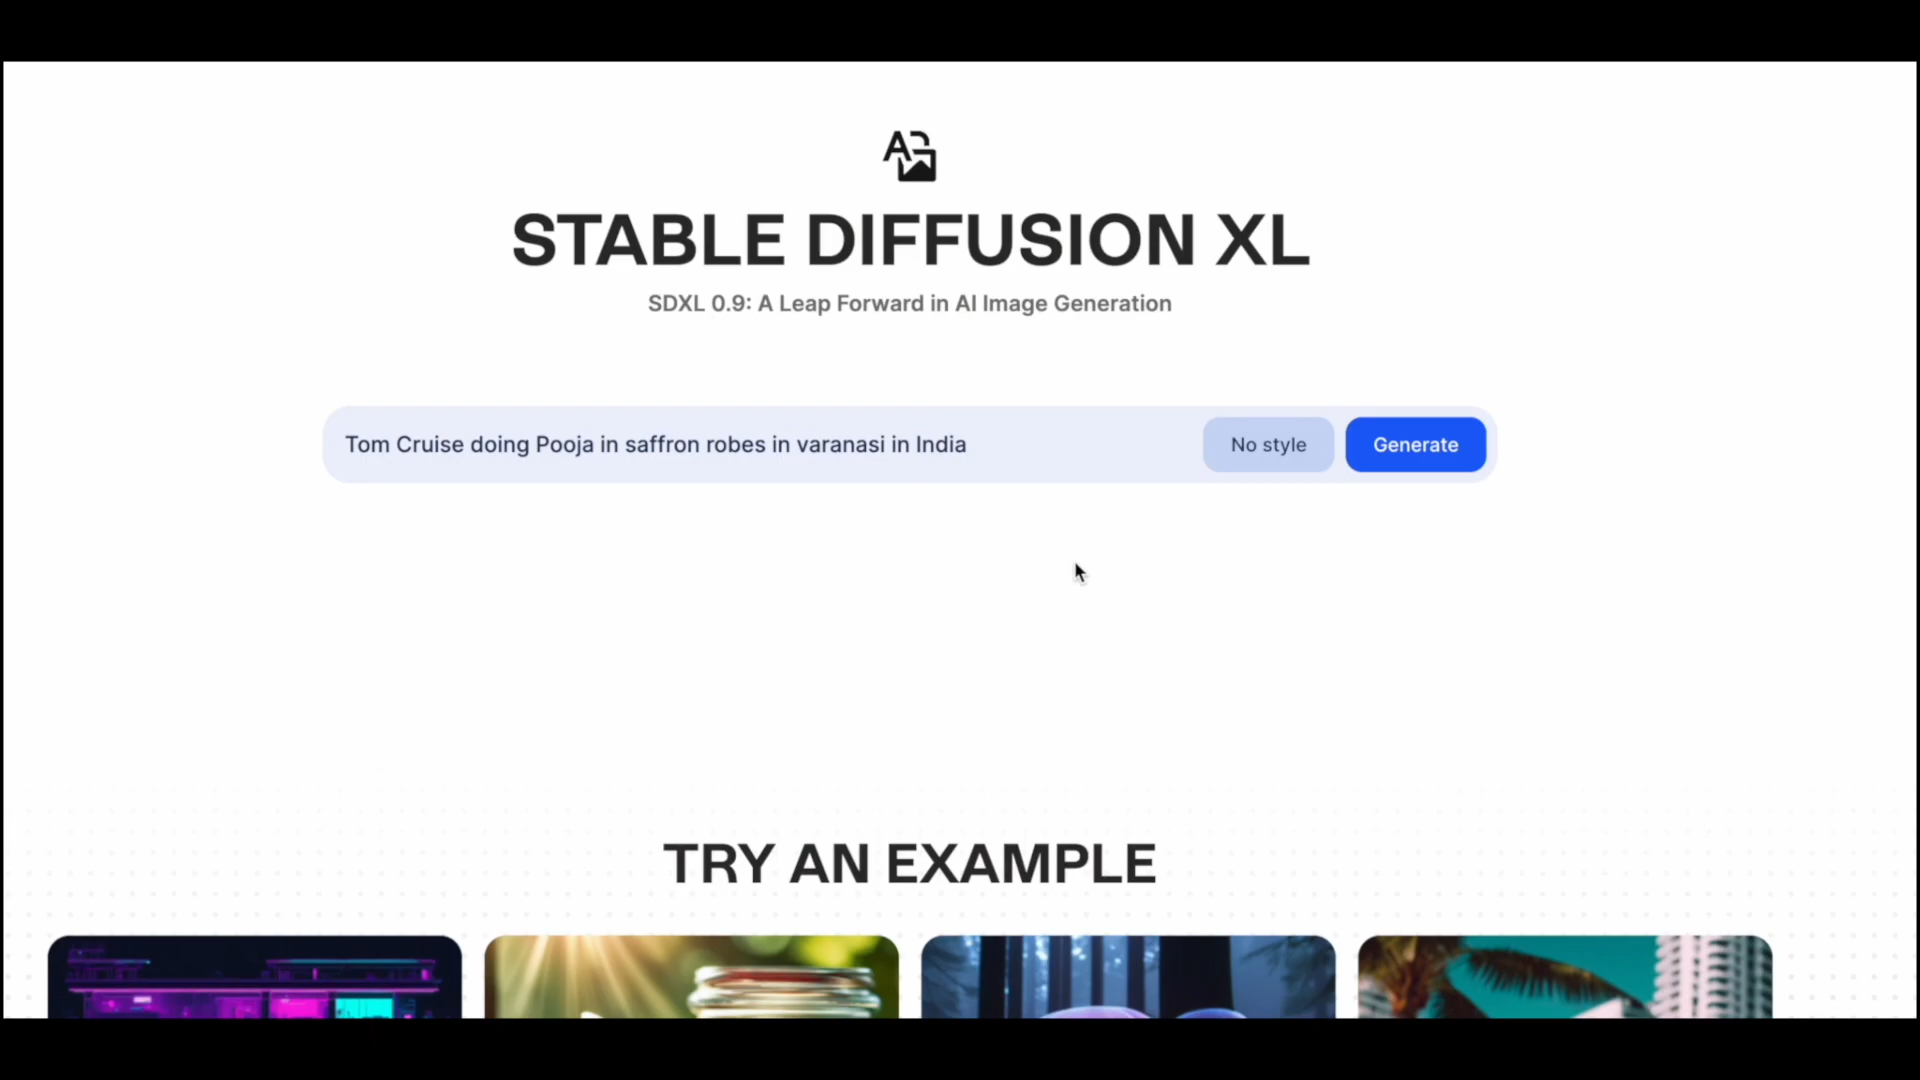 STABLE DIFFUSION XL
SDXL 0.9: A Leap Forward in AI Image Generation
Tom Cruise doing Pooja in saffron robes in varanasi in India
No style
Generate
TRY AN EXAMPLE